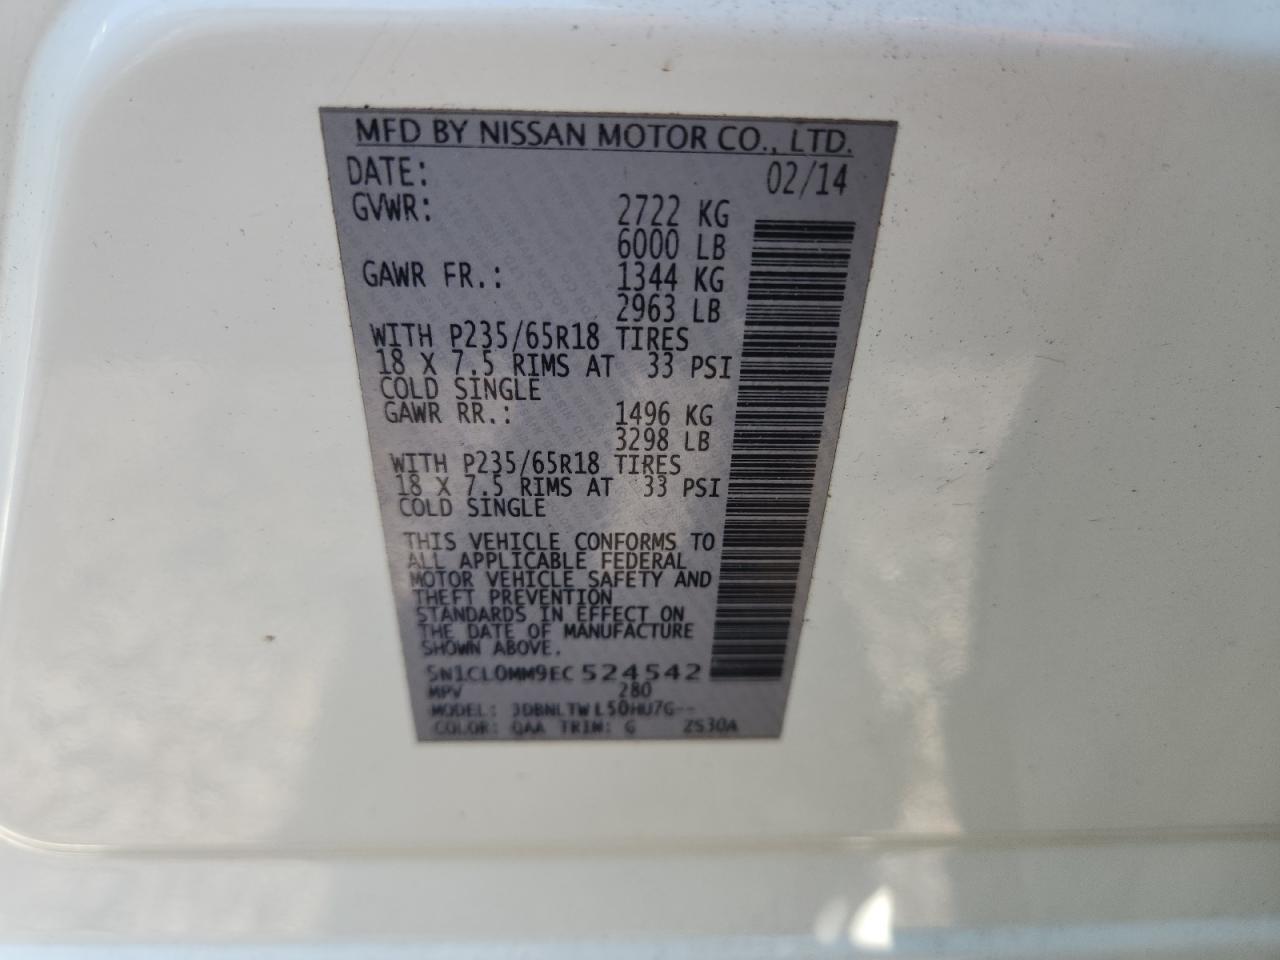 MFD BY NISSAN MOTOR CO., LTD.
DATE: 02/14
GVWR: 2722 KG
6000 LB
GAWR FR.: 1344 KG
2963 LB
WITH P235/65R18 TIRES
18 X 7.5 RIMS AT 33 PSI
COLD SINGLE
GAWR RR.: 1496 KG
3298 LB
WITH P235/65R18 TIRES
18 X 7.5 RIMS AT 33 PSI
COLD SINGLE
THIS VEHICLE CONFORMS TO
ALL APPLICABLE FEDERAL
MOTOR VEHICLE SAFETY AND
THEFT PREVENTION
STANDARDS IN EFFECT ON
THE DATE OF MANUFACTURE
SHOWN ABOVE.
5N1CL0MM9EC524542
MPV 280
MODEL:
COLOR: QAA TRIM: G 2S30A